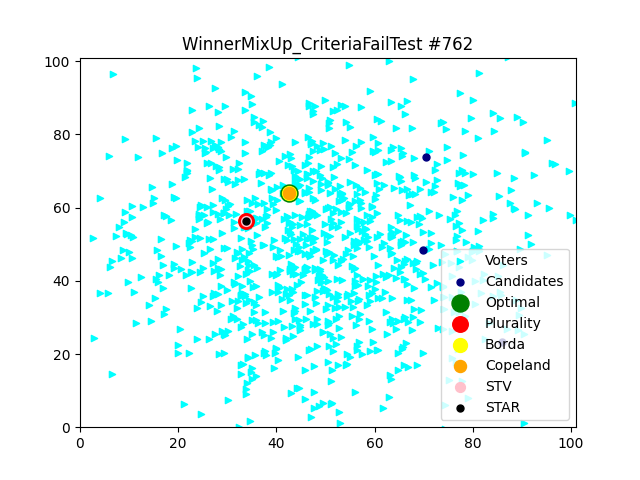 WinnerMixUp_CriteriaFailTest #762
100
80
60
40
20
0
0 20 40 60 80 100
Voters
Candidates
Optimal
Plurality
Borda
Copeland
STV
STAR